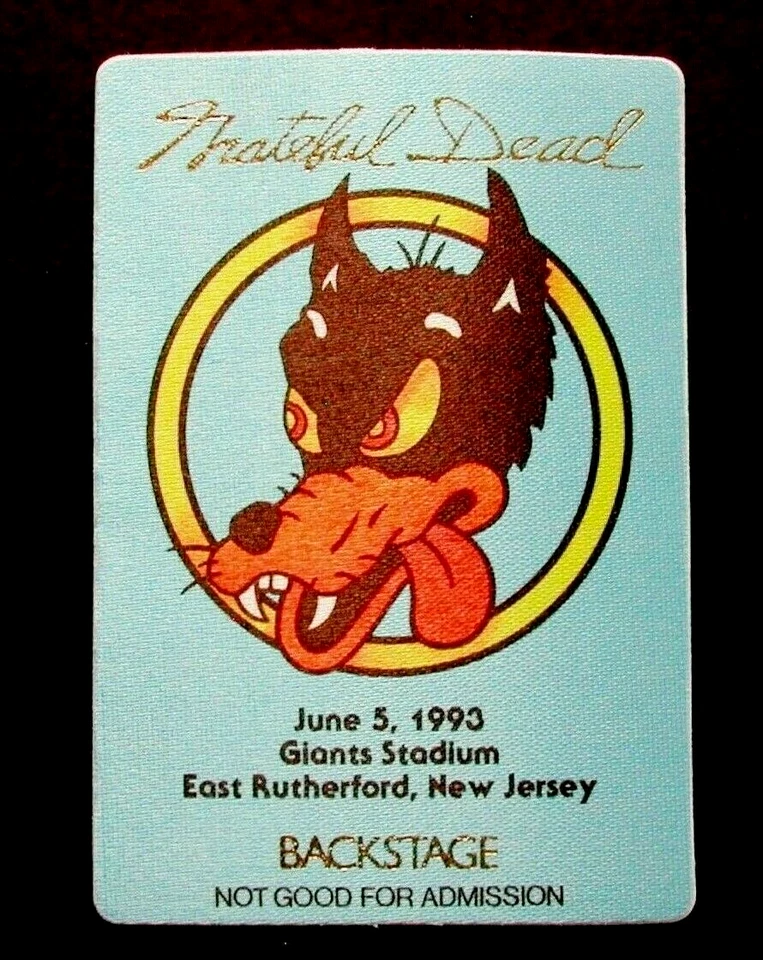 Grateful Dead
June 5, 1993
Giants Stadium
East Rutherford, New Jersey
BACKSTAGE
NOT GOOD FOR ADMISSION